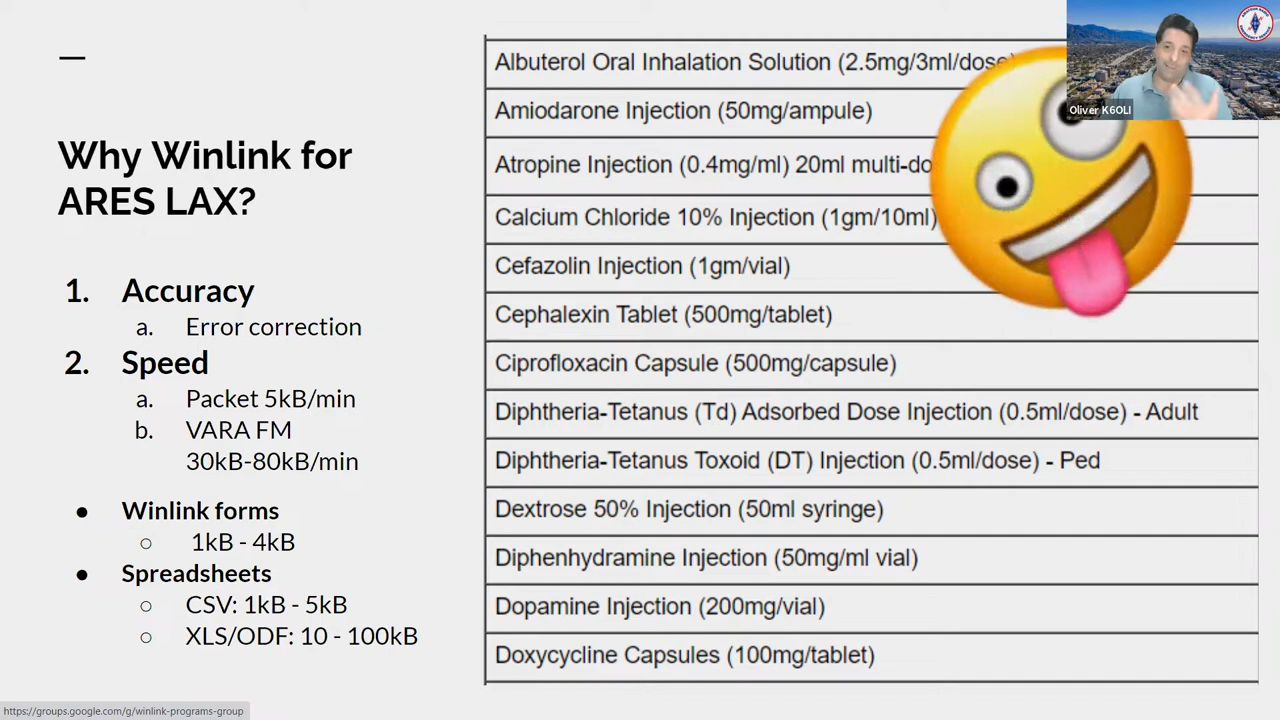 Why Winlink for
ARES LAX?
1. Accuracy
a. Error correction
2. Speed
a. Packet 5kB/min
b. VARA FM
30kB-80kB/min
● Winlink forms
○ 1kB - 4kB
● Spreadsheets
○ CSV: 1kB - 5kB
○ XLS/ODF: 10 - 100kB
Albuterol Oral Inhalation Solution (2.5mg/3ml/dose
Amiodarone Injection (50mg/ampule)
Atropine Injection (0.4mg/ml) 20ml multi-do
Calcium Chloride 10% Injection (1gm/10ml)
Cefazolin Injection (1gm/vial)
Cephalexin Tablet (500mg/tablet)
Ciprofloxacin Capsule (500mg/capsule)
Diphtheria-Tetanus (Td) Adsorbed Dose Injection (0.5ml/dose) - Adult
Diphtheria-Tetanus Toxoid (DT) Injection (0.5ml/dose) - Ped
Dextrose 50% Injection (50ml syringe)
Diphenhydramine Injection (50mg/ml vial)
Dopamine Injection (200mg/vial)
Doxycycline Capsules (100mg/tablet)
Oliver K6OLI
https://groups.google.com/g/winlink-programs-group